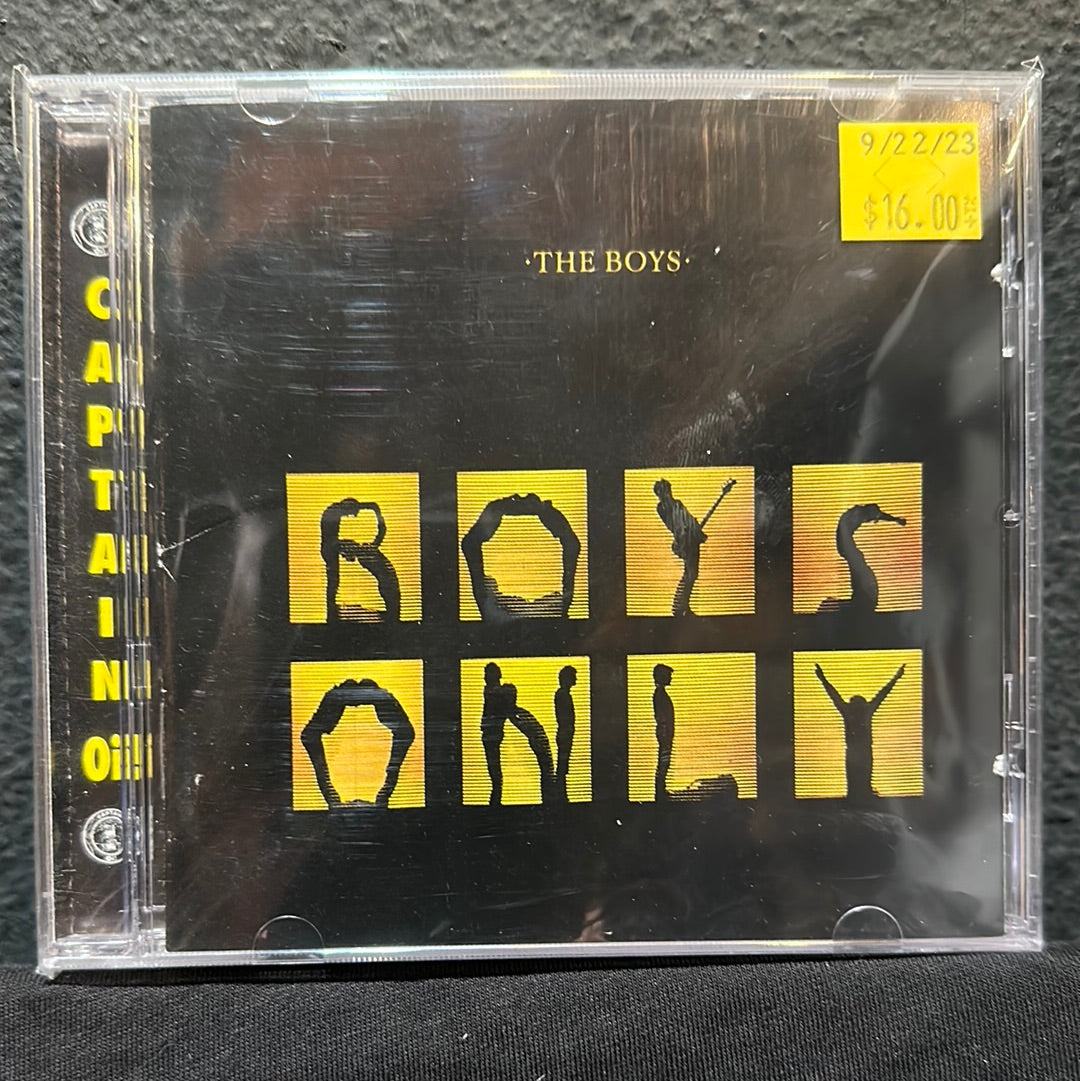 9/22/23
$16.00
·THE BOYS·
BOYS
ONLY
CAPTAIN Oi!